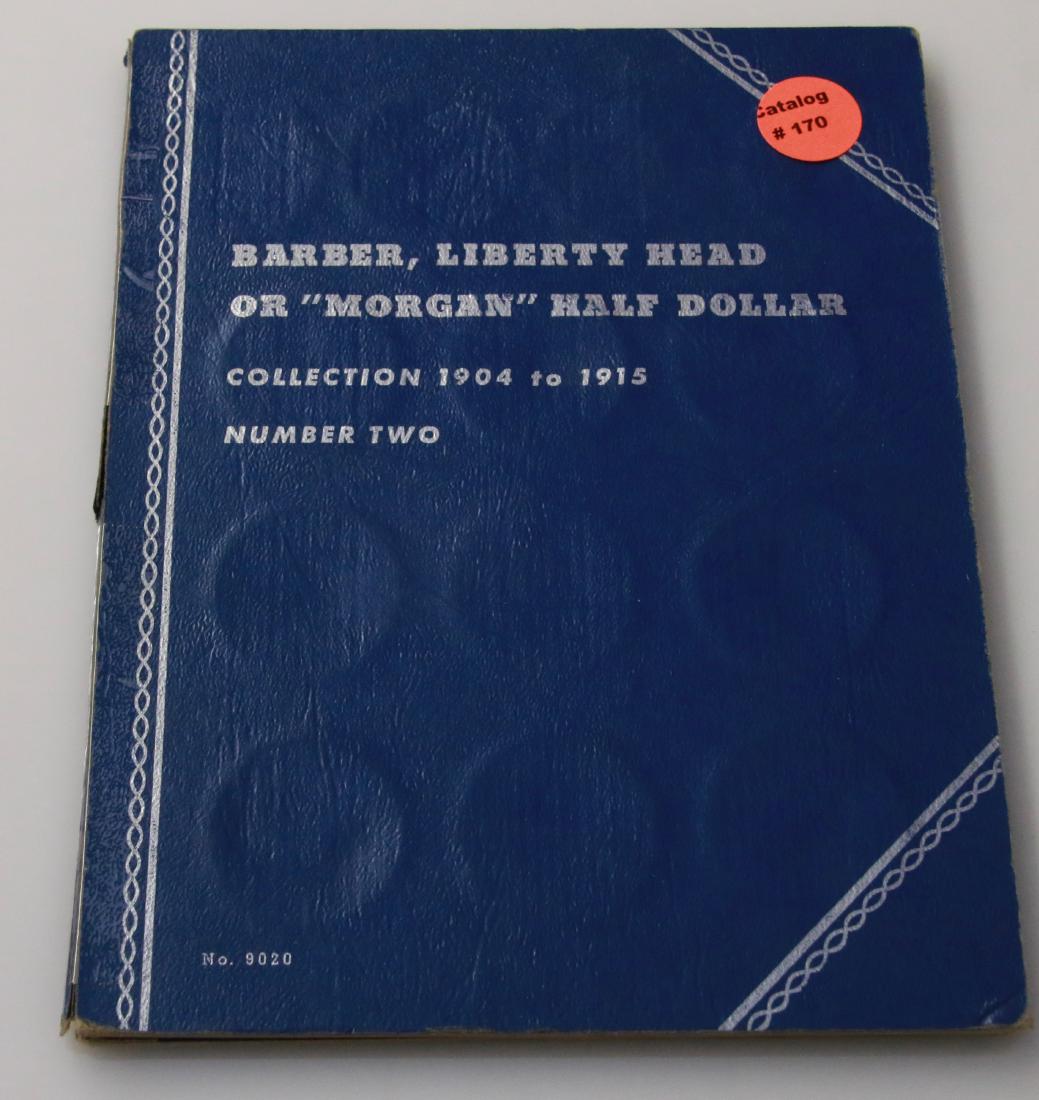 Catalog
# 170
BARBER, LIBERTY HEAD
OR "MORGAN" HALF DOLLAR
COLLECTION 1904 to 1915
NUMBER TWO
No. 9020